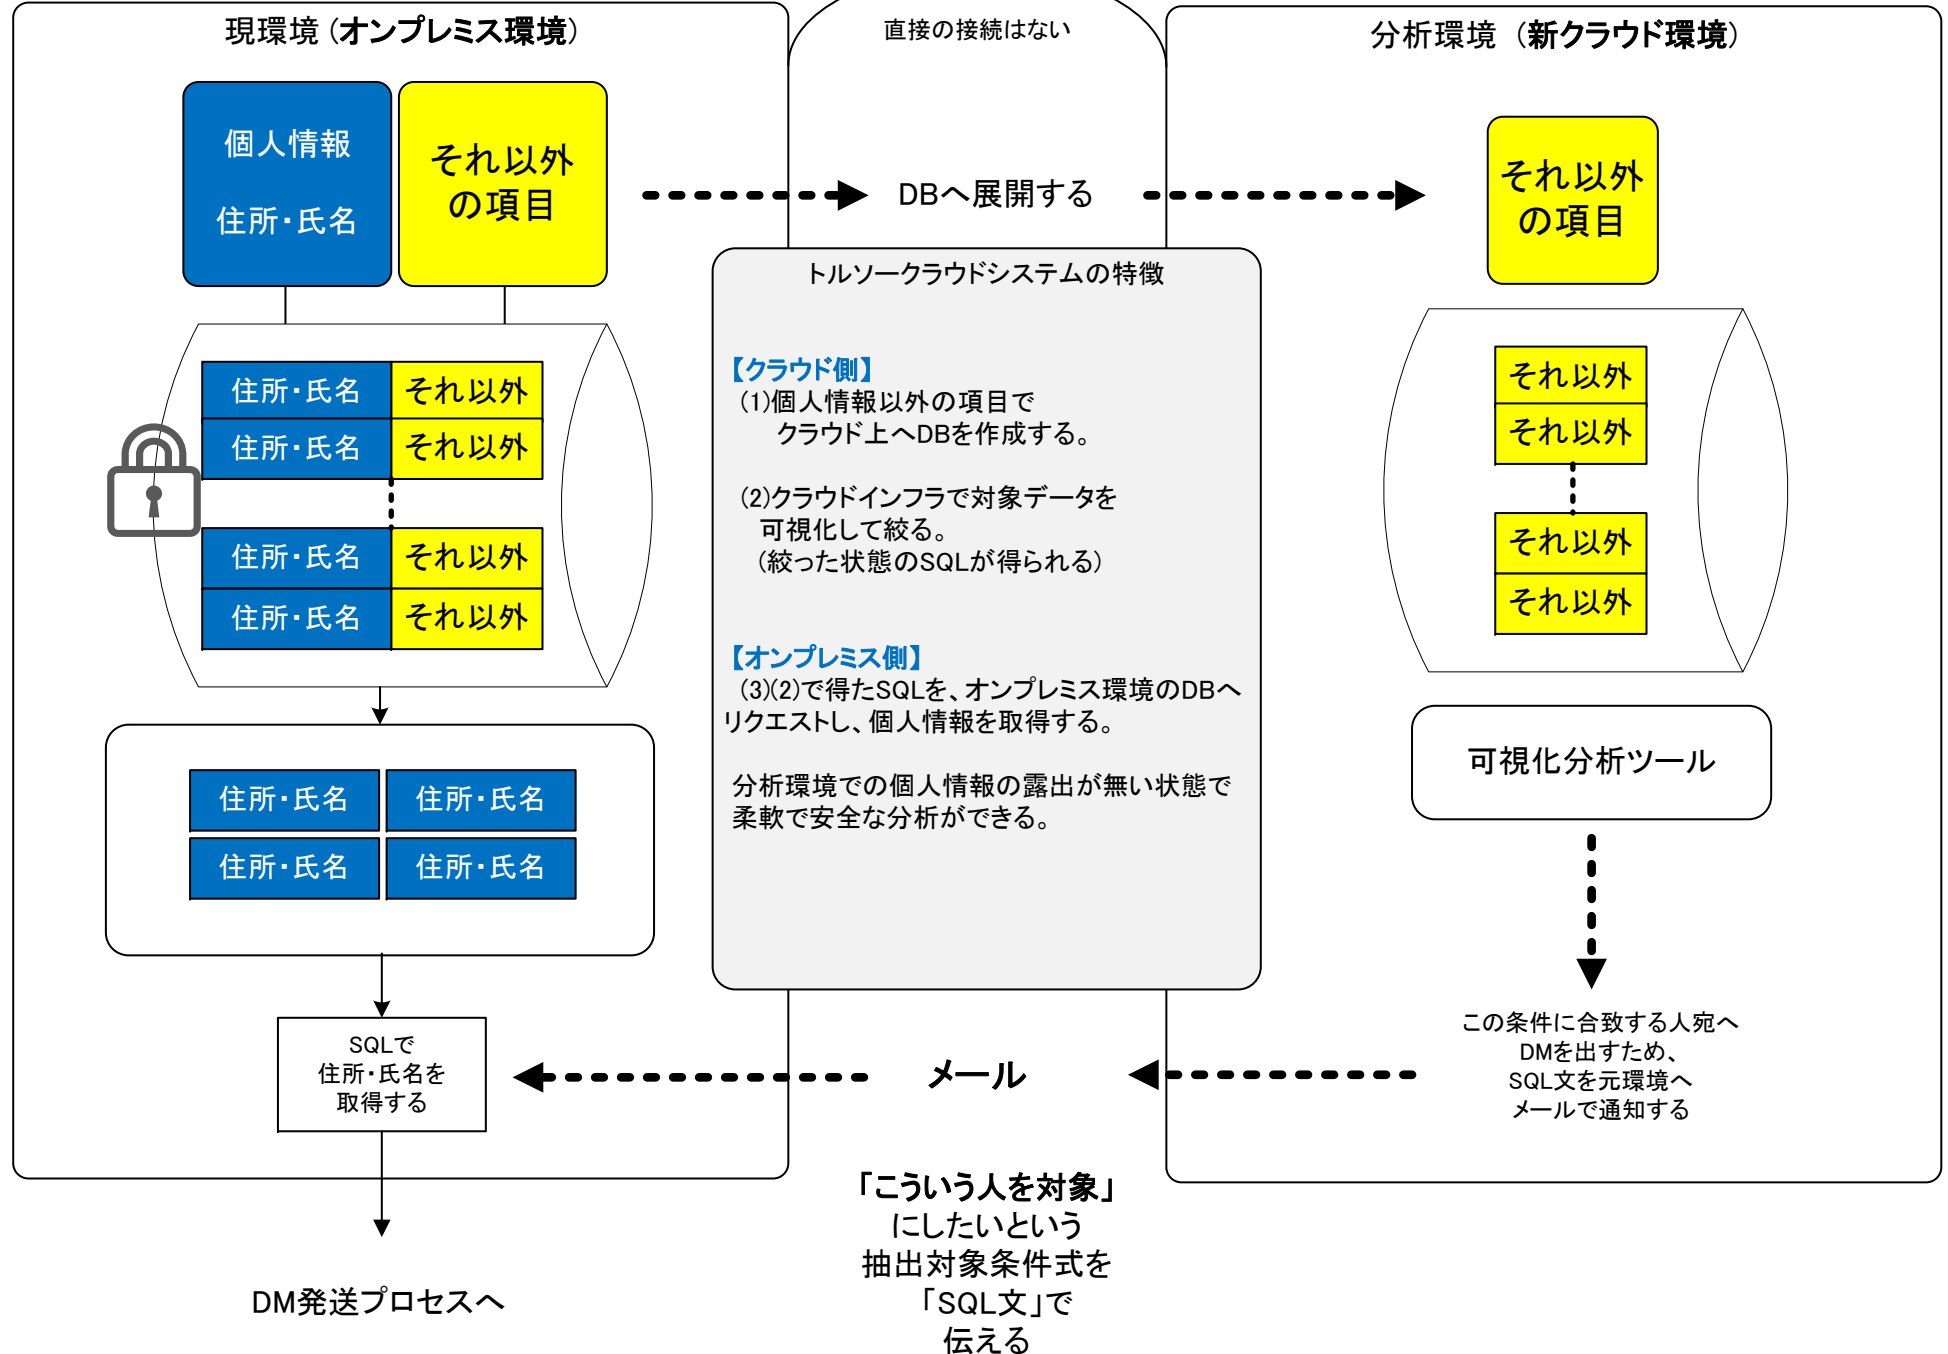 現環境（オンプレミス環境）
個人情報
住所・氏名
それ以外
の項目
住所・氏名 それ以外
住所・氏名 それ以外
住所・氏名 それ以外
住所・氏名 それ以外
住所・氏名 住所・氏名
住所・氏名 住所・氏名
SQLで
住所・氏名を
取得する
DM発送プロセスへ
直接の接続はない
DBへ展開する
トルソークラウドシステムの特徴
【クラウド側】
(1)個人情報以外の項目で
クラウド上へDBを作成する。
(2)クラウドインフラで対象データを
可視化して絞る。
（絞った状態のSQLが得られる）
【オンプレミス側】
(3)(2)で得たSQLを、オンプレミス環境のDBへ
リクエストし、個人情報を取得する。
分析環境での個人情報の露出が無い状態で
柔軟で安全な分析ができる。
メール
「こういう人を対象」
にしたいという
抽出対象条件式を
「SQL文」で
伝える
分析環境（新クラウド環境）
それ以外
の項目
それ以外
それ以外
それ以外
それ以外
可視化分析ツール
この条件に合致する人宛へ
DMを出すため、
SQL文を元環境へ
メールで通知する